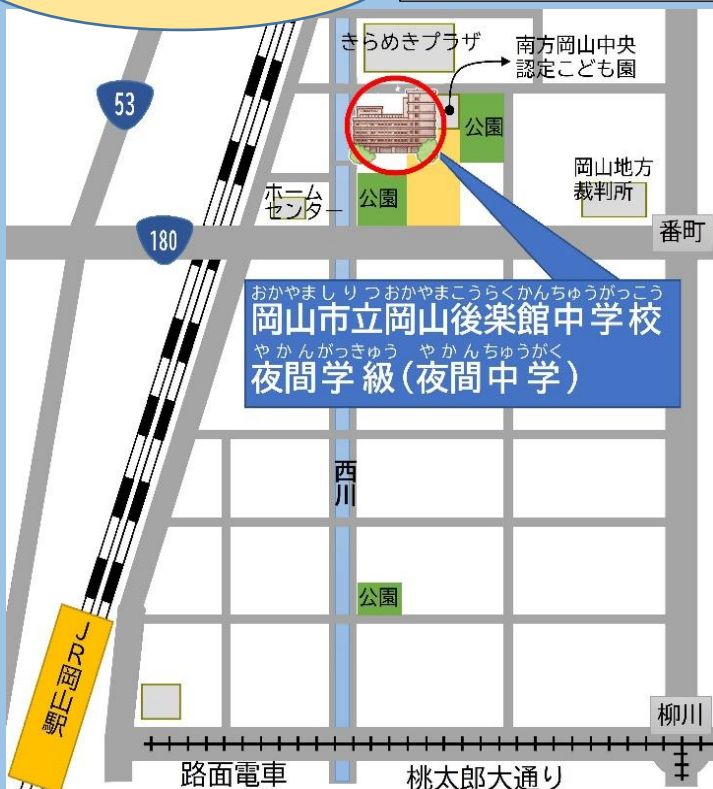 きらめきプラザ
南方岡山中央
認定こども園
53
公園
岡山地方
裁判所
ホーム
センター
公園
180
番町
おかやましりつおかやまこうらくかんちゅうがっこう
岡山市立岡山後楽館中学校
やかんがっきゅう やかんちゅうがく
夜間学級(夜間中学)
西川
公園
JR岡山駅
柳川
路面電車
桃太郎大通り